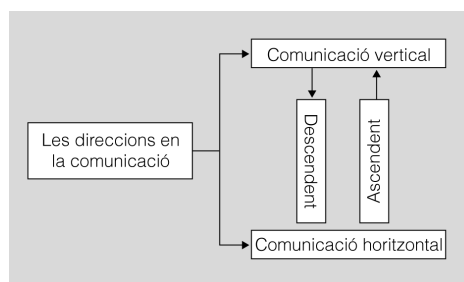 Comunicació vertical
Les direccions en
la comunicació
Descendent
Ascendent
Comunicació horitzontal